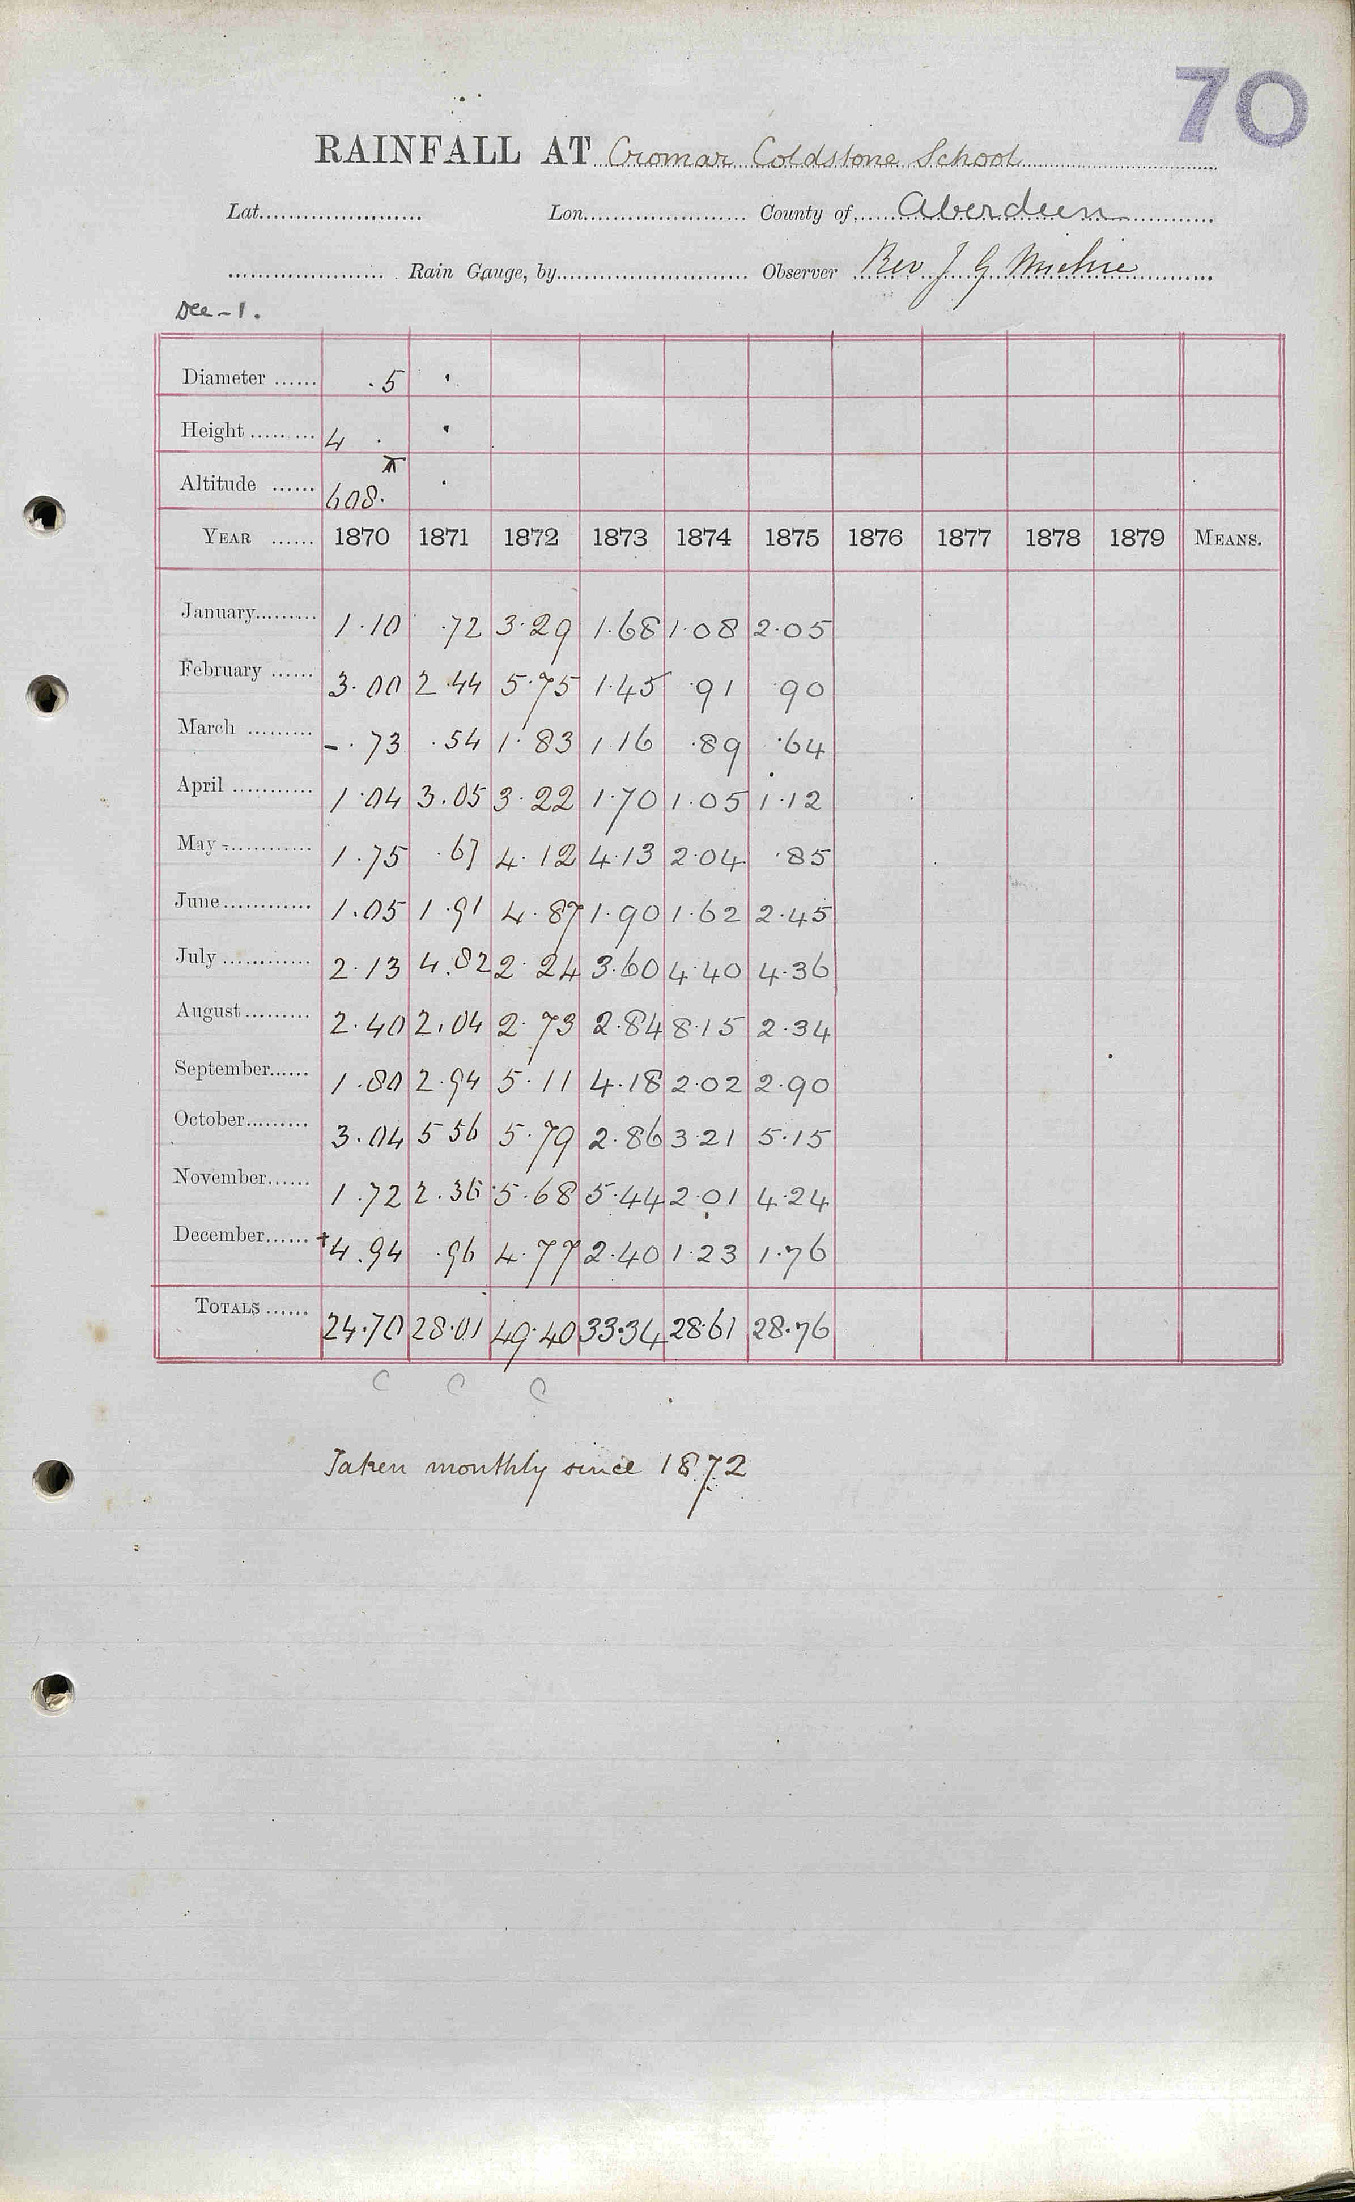 70
RAINFALL AT Cromar Coldstone School
Lat. Lon. County of Aberdeen
Rain Gauge, by Observer Rev J G Michie
Dee-1.
Diameter .5
Height 4
Altitude 608.
YEAR 1870 1871 1872 1873 1874 1875 1876 1877 1878 1879 MEANS.
January 1.10 .72 3.29 1.68 1.08 2.05
February 3.00 2.44 5.75 1.45 .91 .90
March -.73 .54 1.83 1.16 .89 .64
April 1.04 3.05 3.22 1.70 1.05 1.12
May 1.75 .67 4.12 4.13 2.04 .85
June 1.05 1.91 4.87 1.90 1.62 2.45
July 2.13 4.82 2.24 3.60 4.40 4.36
August 2.40 2.04 2.73 2.84 8.15 2.34
September 1.80 2.94 5.11 4.18 2.02 2.90
October 3.04 5 56 5.79 2.86 3.21 5.15
November 1.72 2.36 5.68 5.44 2.01 4.24
December +4.94 .96 4.77 2.40 1.23 1.76
TOTALS 24.70 28.01 49.40 33.34 28.61 28.76
C C C
Taken monthly since 1872